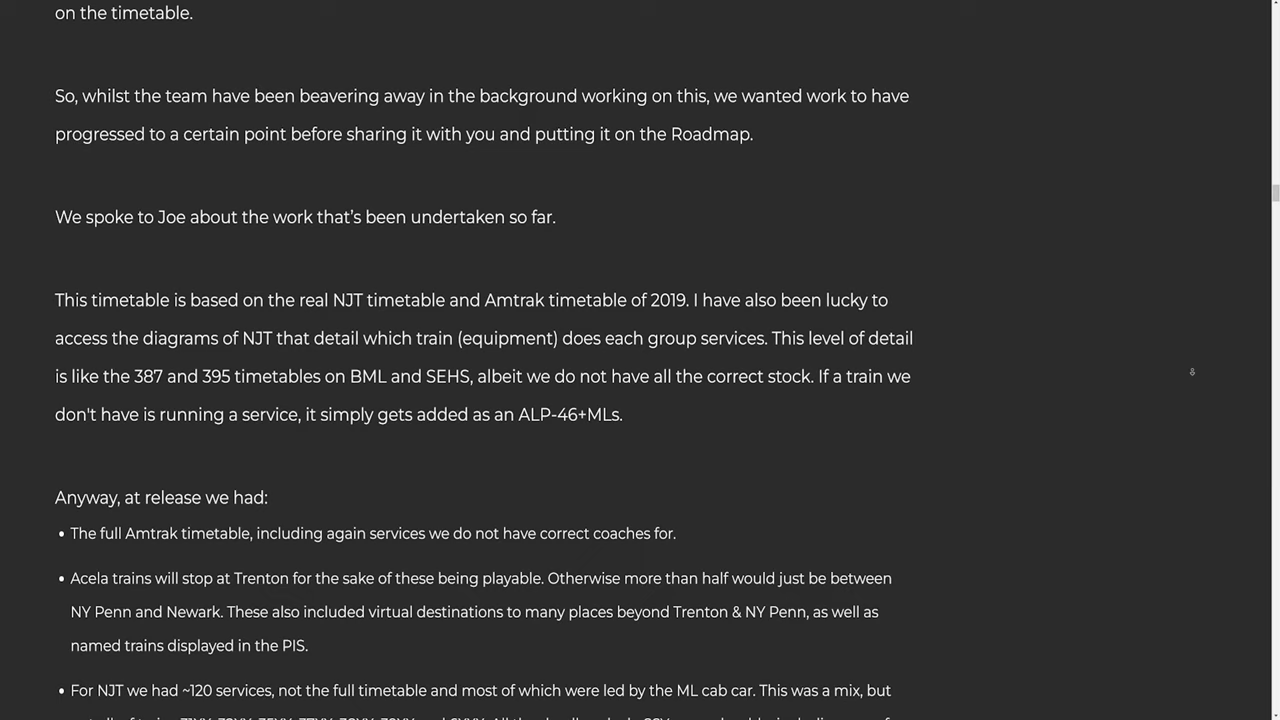 on the timetable.
So, whilst the team have been beavering away in the background working on this, we wanted work to have
progressed to a certain point before sharing it with you and putting it on the Roadmap.
We spoke to Joe about the work that’s been undertaken so far.
This timetable is based on the real NJT timetable and Amtrak timetable of 2019. I have also been lucky to
access the diagrams of NJT that detail which train (equipment) does each group services. This level of detail
is like the 387 and 395 timetables on BML and SEHS, albeit we do not have all the correct stock. If a train we
don't have is running a service, it simply gets added as an ALP-46+MLs.
Anyway, at release we had:
• The full Amtrak timetable, including again services we do not have correct coaches for.
• Acela trains will stop at Trenton for the sake of these being playable. Otherwise more than half would just be between
NY Penn and Newark. These also included virtual destinations to many places beyond Trenton & NY Penn, as well as
named trains displayed in the PIS.
• For NJT we had ~120 services, not the full timetable and most of which were led by the ML cab car. This was a mix, but